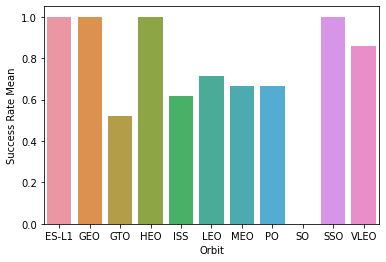 1.0
0.8
0.6
0.4
0.2
0.0
Success Rate Mean
ES-L1 GEO GTO HEO ISS LEO MEO PO SO SSO VLEO
Orbit